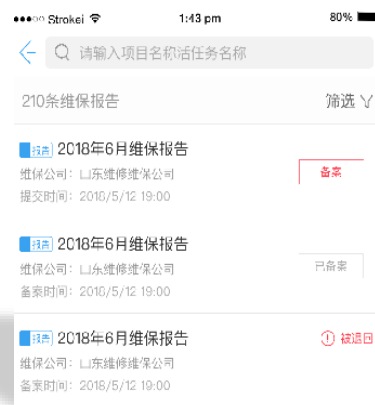 Strokei 1:43 pm 80%
请输入项目名称活任务名称
210条维保报告 筛选
报告 2018年6月维保报告
维保公司：山东维修维保公司 备案
提交时间：2018/5/12 19:00
报告 2018年6月维保报告
维保公司：山东维修维保公司 已备案
备案时间：2018/5/12 19:00
报告 2018年6月维保报告 被退回
维保公司：山东维修维保公司
备案时间：2018/5/12 19:00